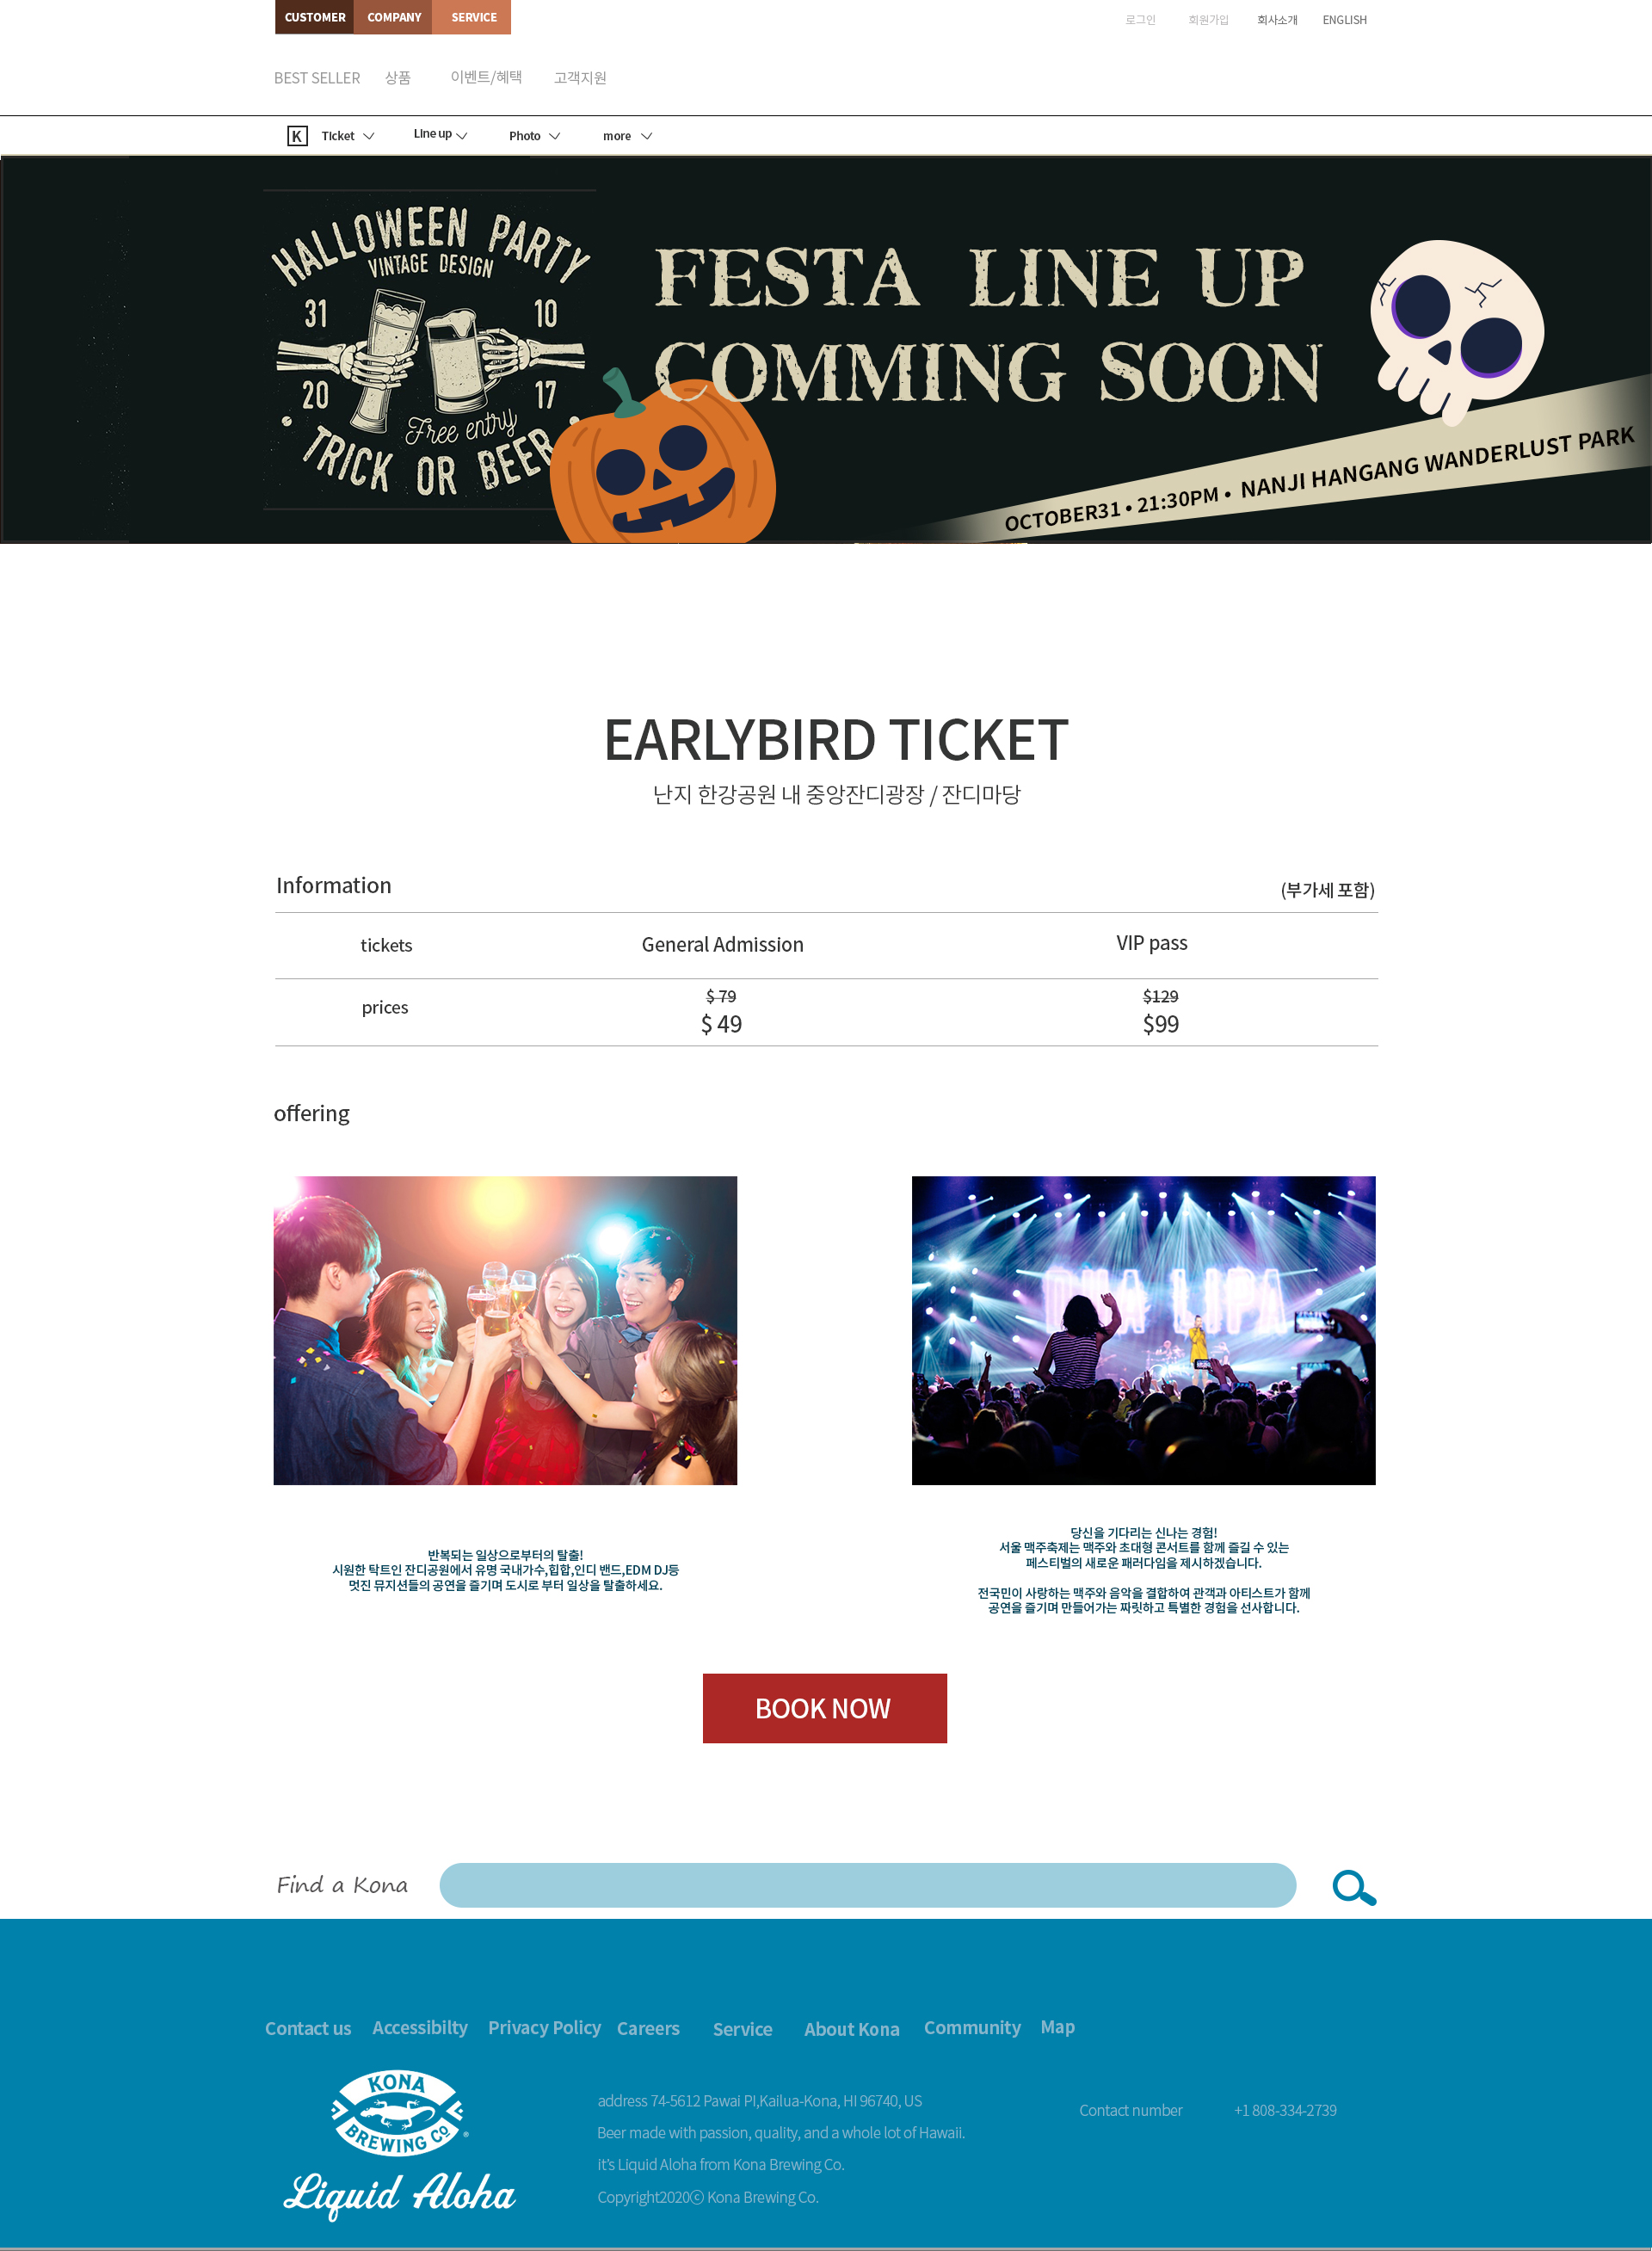 CUSTOMER COMPANY SERVICE
로그인 회원가입 회사소개 ENGLISH
BEST SELLER 상품 이벤트/혜택 고객지원
K Ticket Line up Photo more
HALLOWEEN PARTY
VINTAGE DESIGN
31 10
20 17
Free entry
TRICK OR BEER
FESTA LINE UP
COMMING SOON
OCTOBER31 • 21:30PM • NANJI HANGANG WANDERLUST PARK
EARLYBIRD TICKET
난지 한강공원 내 중앙잔디광장 / 잔디마당
Information (부가세 포함)
tickets General Admission VIP pass
prices $ 79 $129
$ 49 $99
offering
반복되는 일상으로부터의 탈출!
시원한 탁트인 잔디공원에서 유명 국내가수,힙합,인디 밴드,EDM DJ등
멋진 뮤지션들의 공연을 즐기며 도시로 부터 일상을 탈출하세요.
당신을 기다리는 신나는 경험!
서울 맥주축제는 맥주와 초대형 콘서트를 함께 즐길 수 있는
페스티벌의 새로운 패러다임을 제시하겠습니다.
전국민이 사랑하는 맥주와 음악을 결합하여 관객과 아티스트가 함께
공연을 즐기며 만들어가는 짜릿하고 특별한 경험을 선사합니다.
BOOK NOW
Find a Kona
Contact us Accessibilty Privacy Policy Careers Service About Kona Community Map
KONA
BREWING CO.
Liquid Aloha
address 74-5612 Pawai PI,Kailua-Kona, HI 96740, US
Beer made with passion, quality, and a whole lot of Hawaii.
it's Liquid Aloha from Kona Brewing Co.
Copyright2020ⓒ Kona Brewing Co.
Contact number +1 808-334-2739